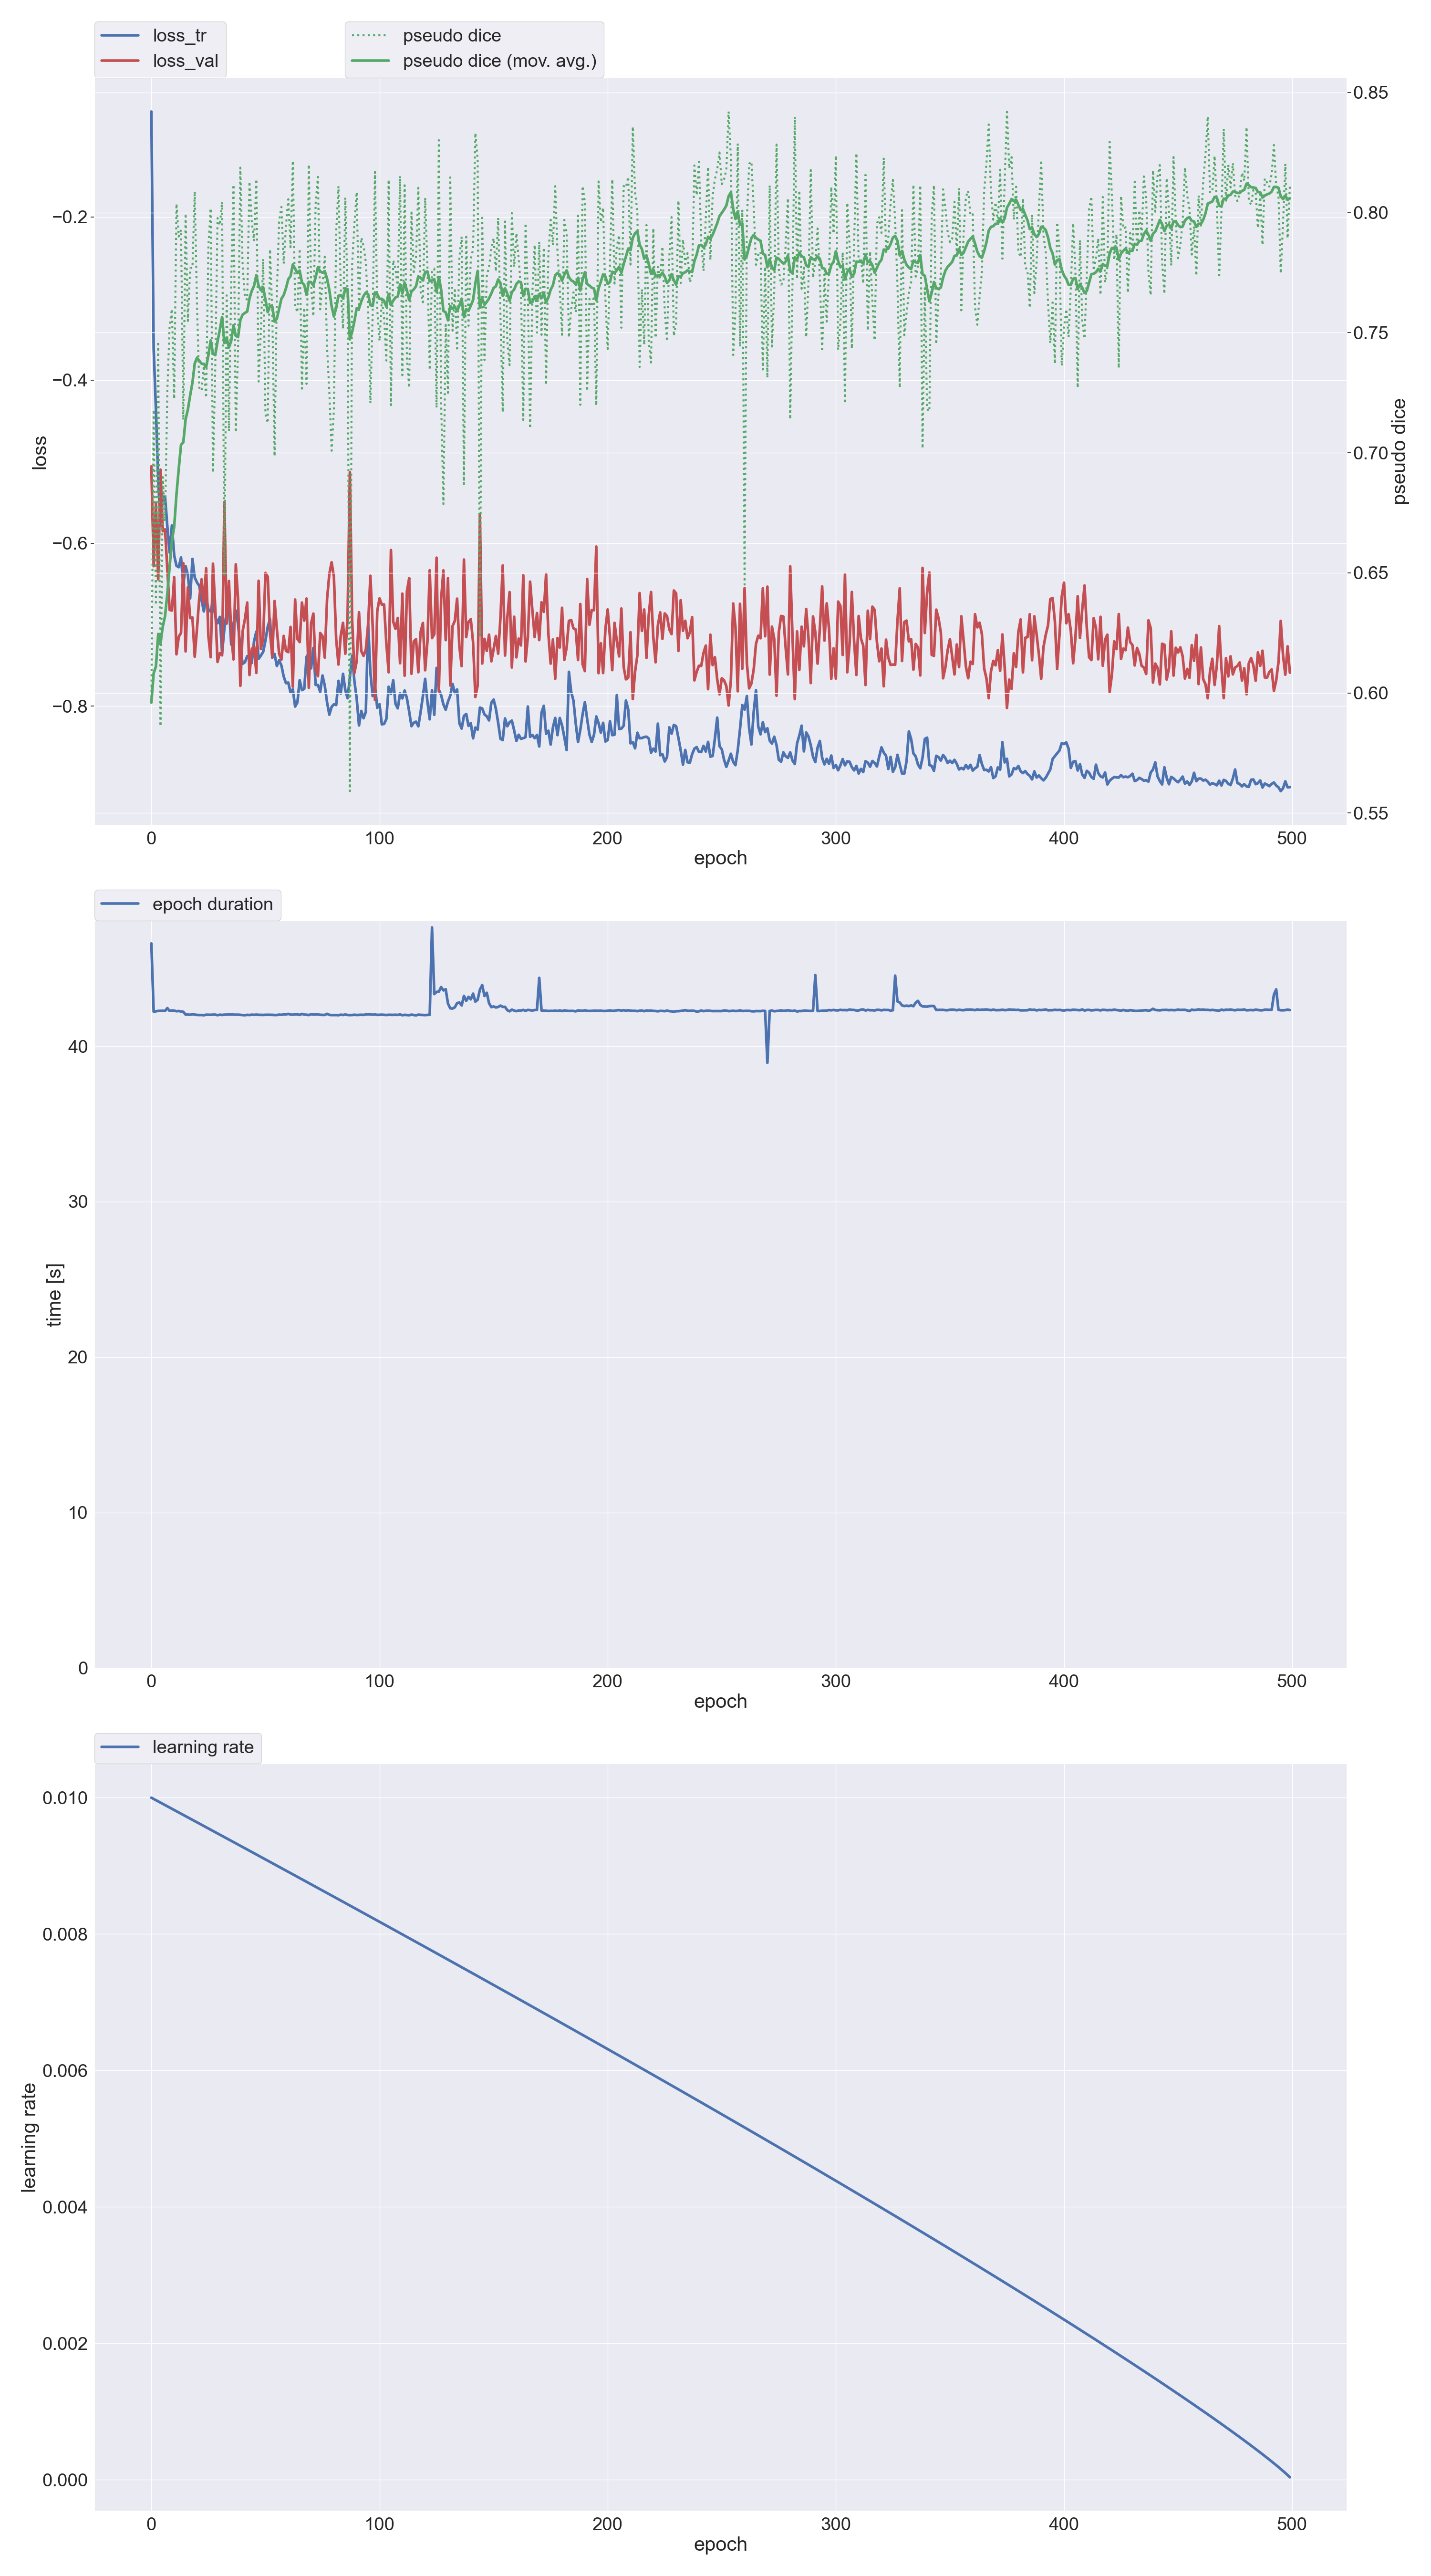 loss_tr
loss_val
pseudo dice
pseudo dice (mov. avg.)
0.85
0.80
0.75
0.70
0.65
0.60
0.55
−0.2
−0.4
−0.6
−0.8
loss
pseudo dice
0 100 200 300 400 500
epoch
epoch duration
40
30
20
10
0
time [s]
0 100 200 300 400 500
epoch
learning rate
0.010
0.008
0.006
0.004
0.002
0.000
learning rate
0 100 200 300 400 500
epoch